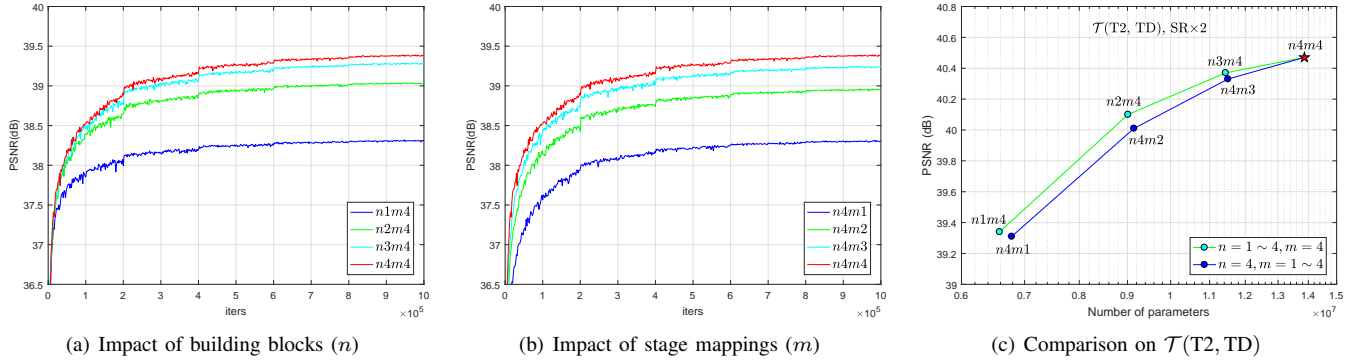 40
39.5
39
38.5
38
37.5
37
36.5
PSNR(dB)
n1m4
n2m4
n3m4
n4m4
0 1 2 3 4 5 6 7 8 9 10
iters
×10^5
(a) Impact of building blocks (n)
40
39.5
39
38.5
38
37.5
37
36.5
PSNR(dB)
n4m1
n4m2
n4m3
n4m4
0 1 2 3 4 5 6 7 8 9 10
iters
×10^5
(b) Impact of stage mappings (m)
40.8
40.6
40.4
40.2
40
39.8
39.6
39.4
39.2
39
PSNR (dB)
𝒯(T2, TD), SR×2
n4m4
n3m4
n4m3
n2m4
n4m2
n1m4
n4m1
n = 1 ∼ 4, m = 4
n = 4, m = 1 ∼ 4
0.6 0.7 0.8 0.9 1 1.1 1.2 1.3 1.4 1.5
Number of parameters
×10^7
(c) Comparison on 𝒯(T2, TD)